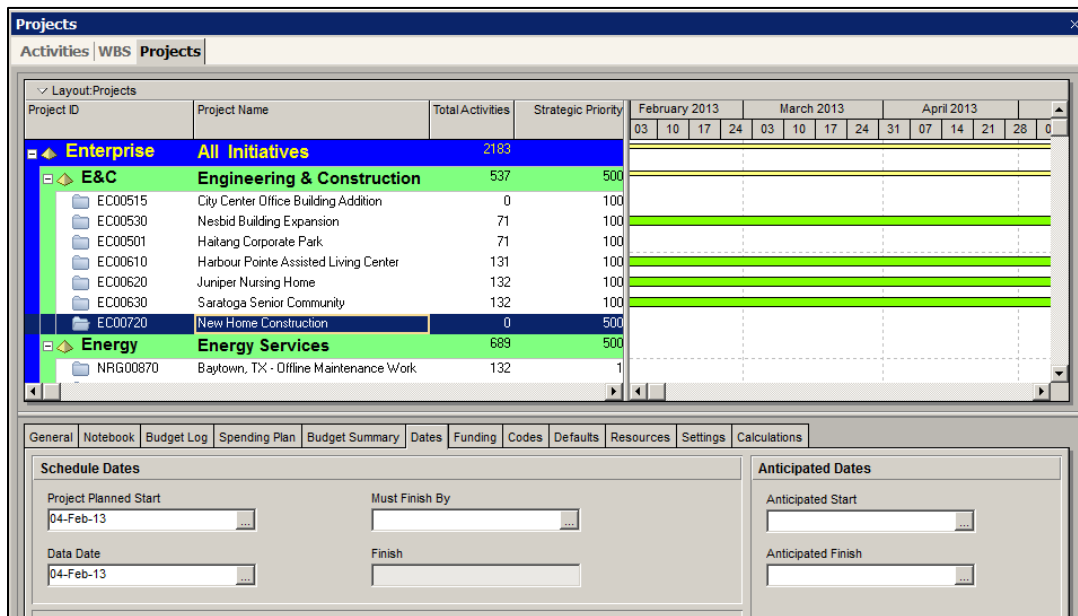 Projects
Activities WBS Projects
Layout:Projects
Project ID Project Name Total Activities Strategic Priority February 2013 March 2013 April 2013
03 10 17 24 03 10 17 24 31 07 14 21 28 0
Enterprise All Initiatives 2183
E&C Engineering & Construction 537 500
EC00515 City Center Office Building Addition 0 100
EC00530 Nesbid Building Expansion 71 100
EC00501 Haitang Corporate Park 71 100
EC00610 Harbour Pointe Assisted Living Center 131 100
EC00620 Juniper Nursing Home 132 100
EC00630 Saratoga Senior Community 132 100
EC00720 New Home Construction 0 500
Energy Energy Services 689 500
NRG00870 Baytown, TX - Offline Maintenance Work 132 1
General Notebook Budget Log Spending Plan Budget Summary Dates Funding Codes Defaults Resources Settings Calculations
Schedule Dates Anticipated Dates
Project Planned Start Must Finish By Anticipated Start
04-Feb-13 ... ... ...
Data Date Finish Anticipated Finish
04-Feb-13 ... ...